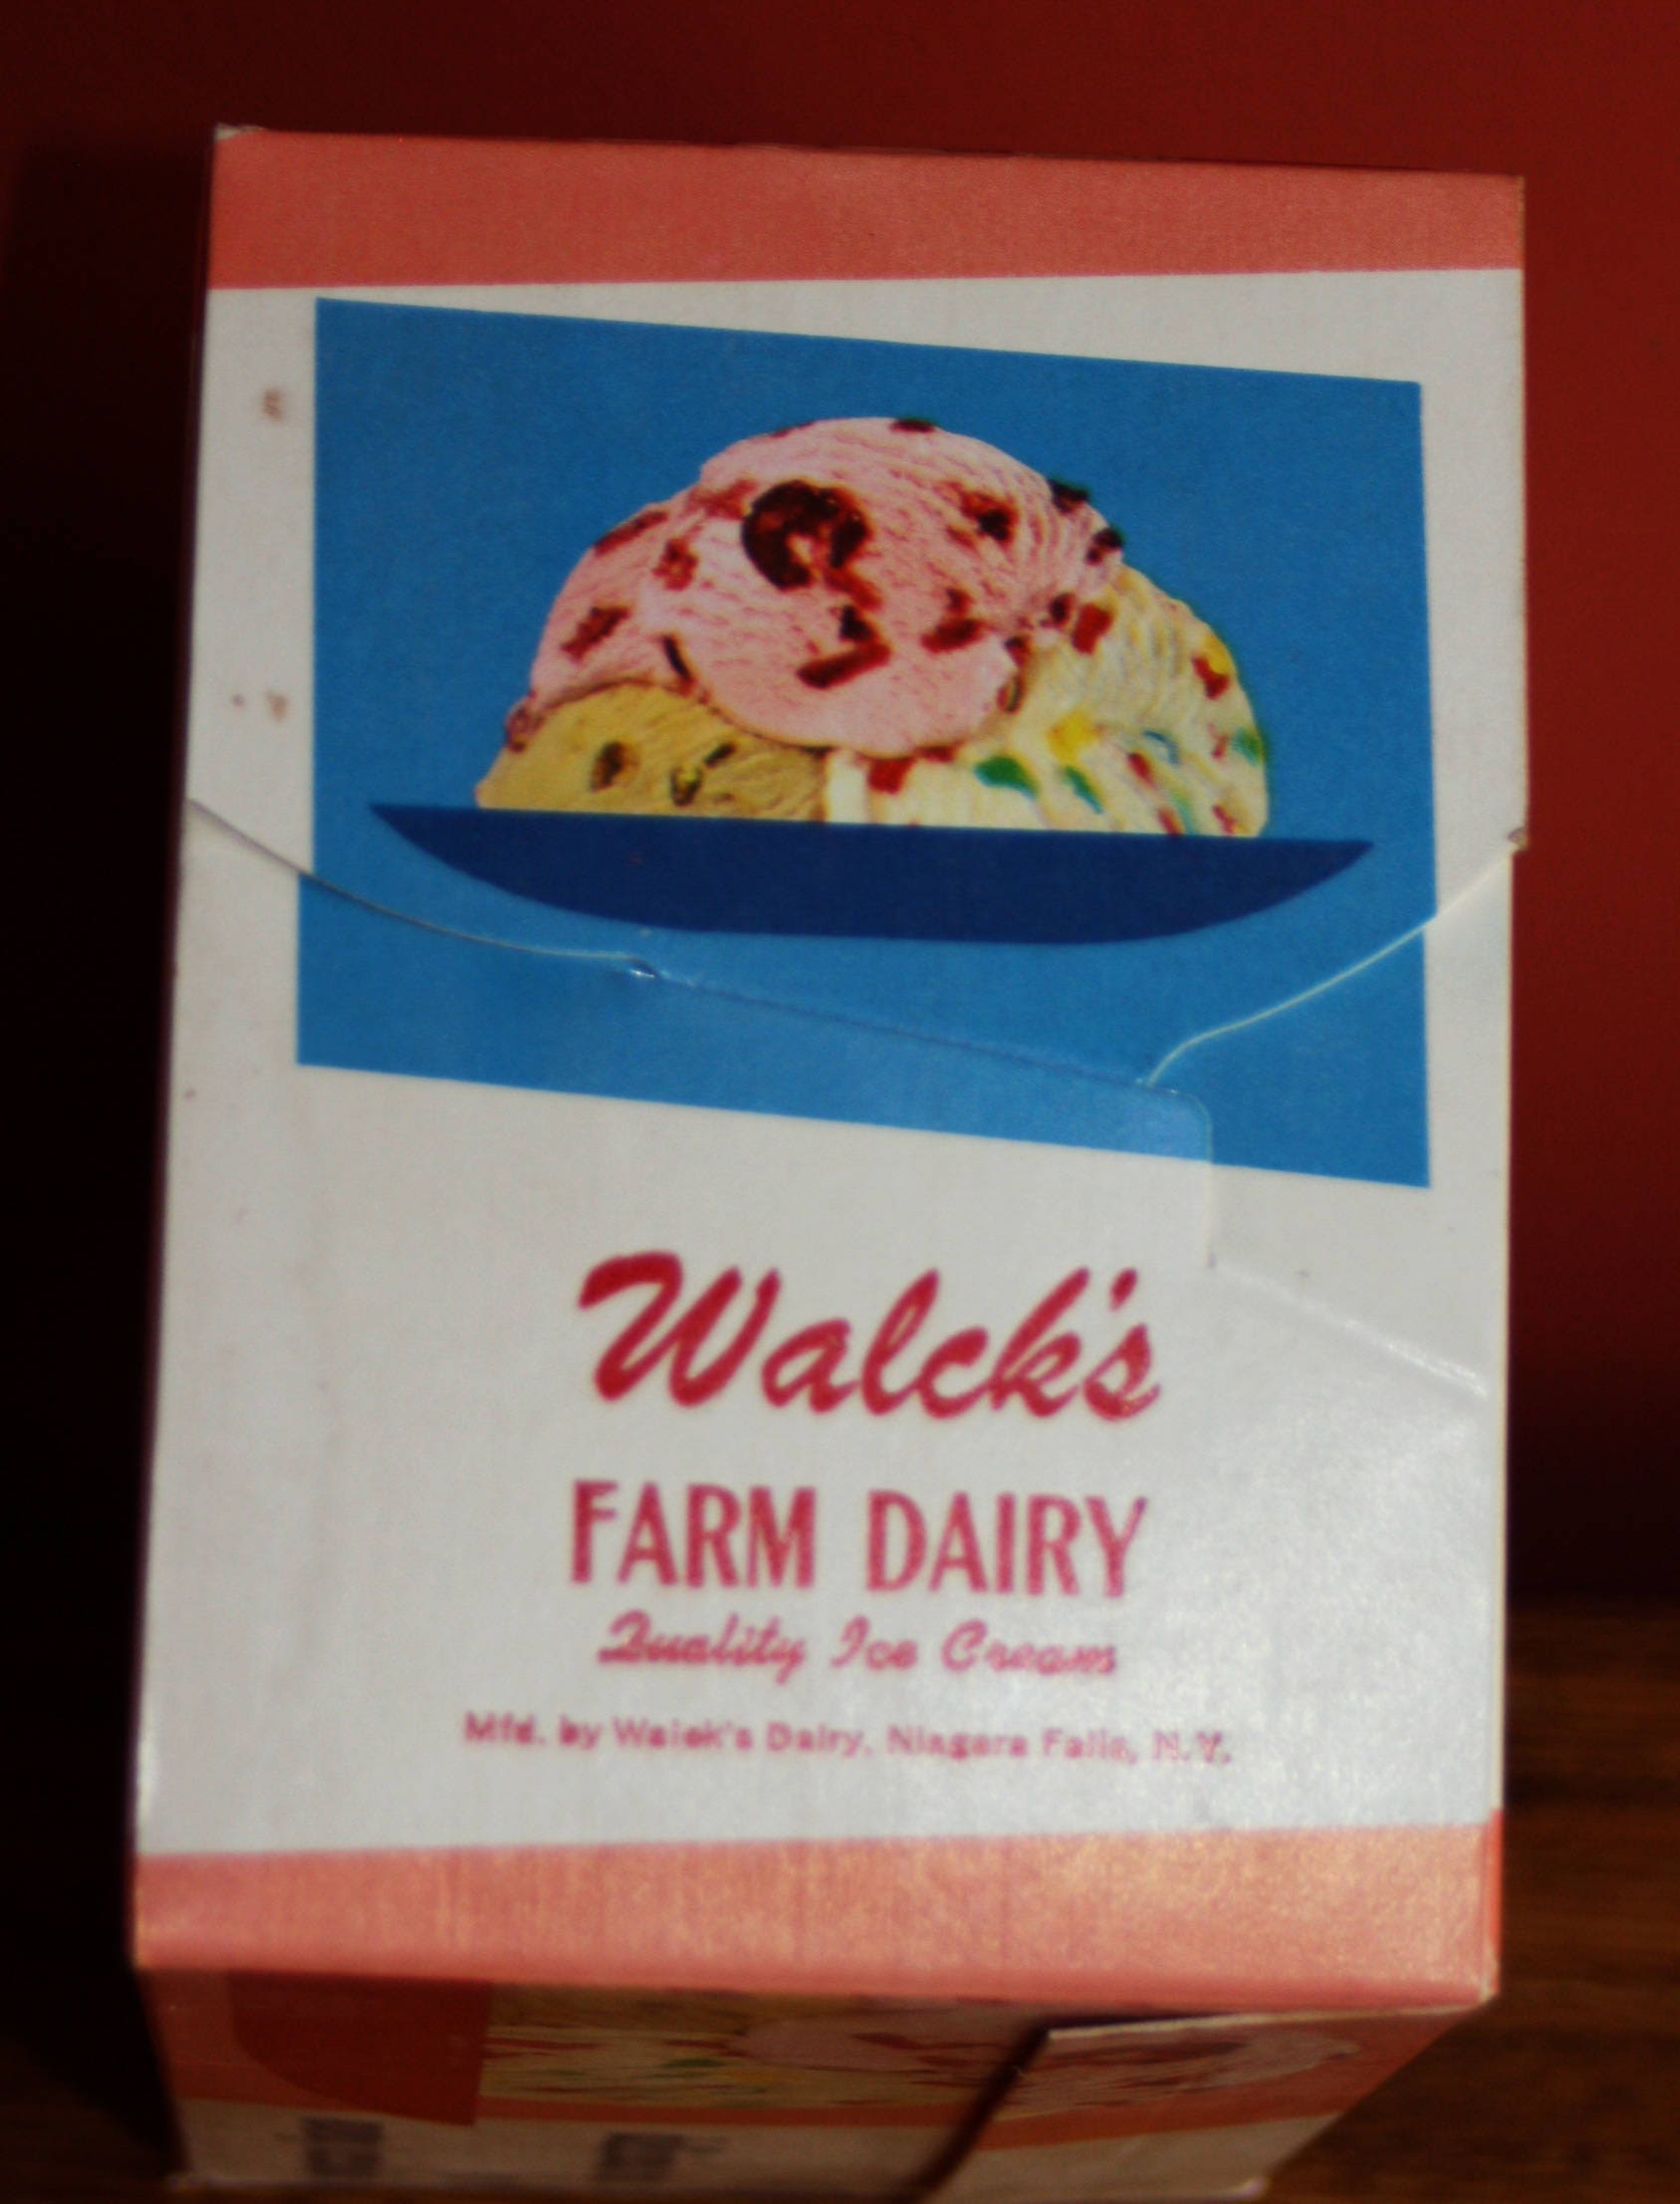 Walck's
FARM DAIRY
Quality Ice Cream
Mfd. by Walck's Dairy, Niagara Falls, N.Y.